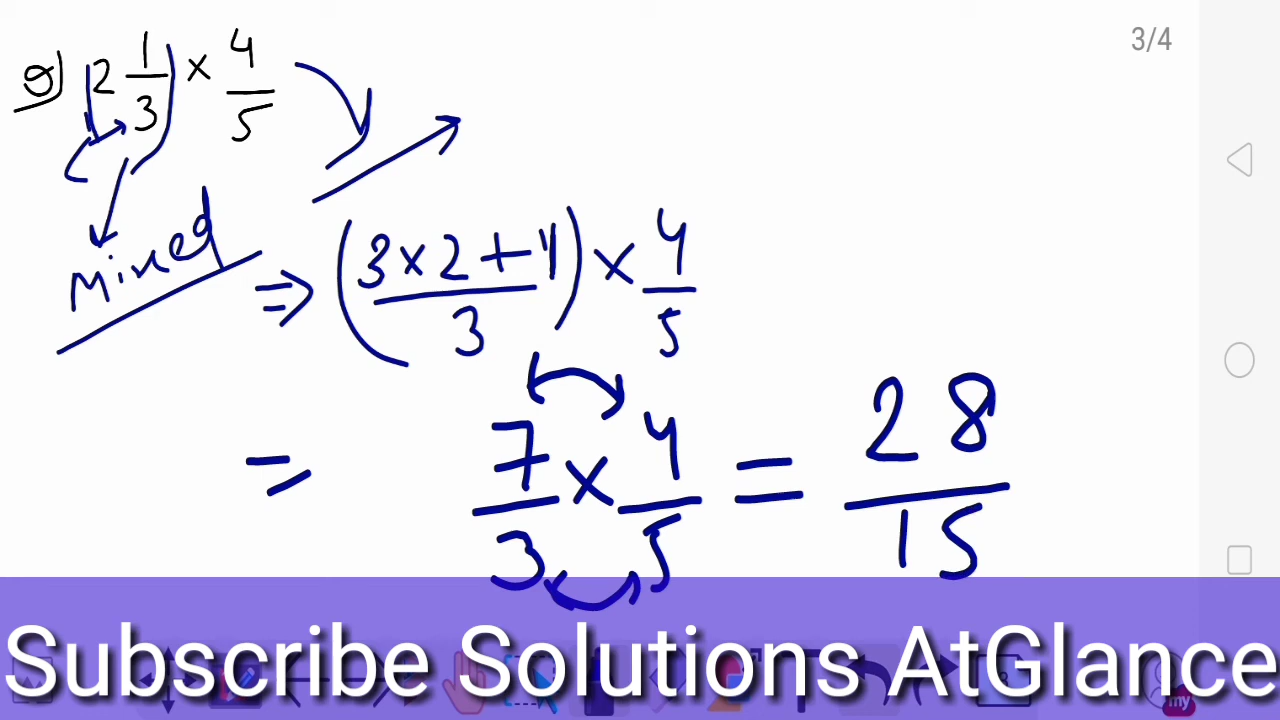 3/4
Q) 2 1/3 × 4/5
Mixed
⇒ (3 × 2 + 1 / 3) × 4/5
= 7/3 × 4/5 = 28/15
Subscribe Solutions AtGlance
my